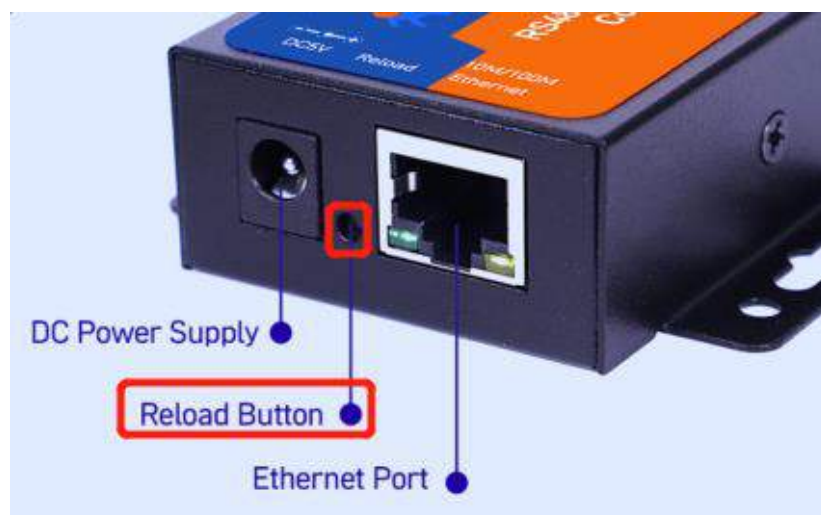 DC5V Reload 10M/100M
Ethernet
DC Power Supply
Reload Button
Ethernet Port